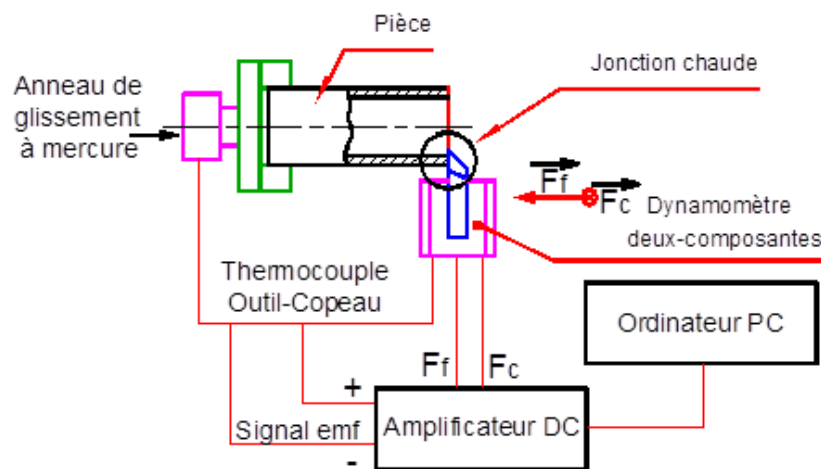 Pièce
Jonction chaude
Anneau de
glissement
à mercure
Ff
Fc Dynamomètre
deux-composantes
Thermocouple
Outil-Copeau
Ordinateur PC
Ff Fc
+
Signal emf
-
Amplificateur DC